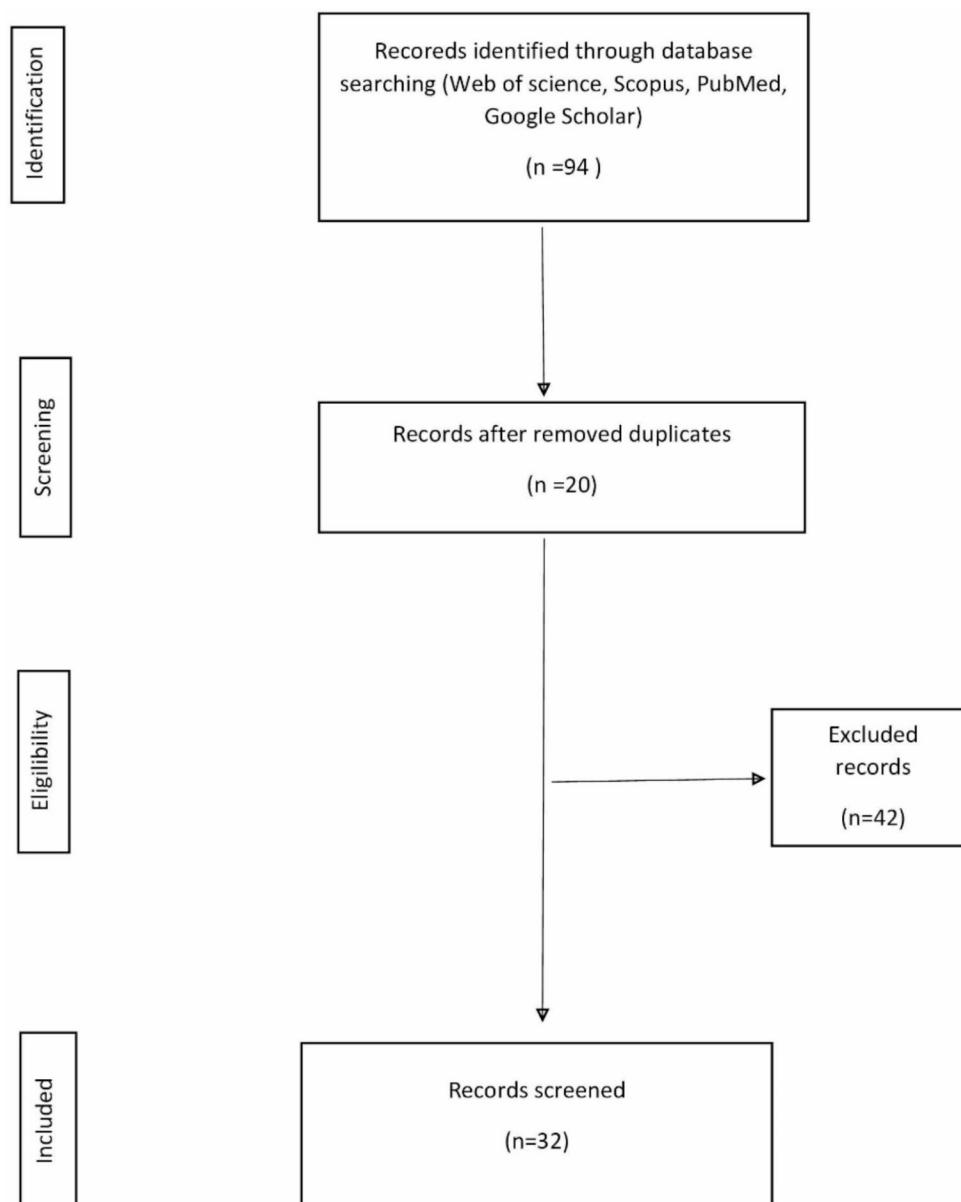 Identification
Recoreds identified through database
searching (Web of science, Scopus, PubMed,
Google Scholar)
(n =94 )
Screening
Records after removed duplicates
(n =20)
Eligilibility
Excluded
records
(n=42)
Included
Records screened
(n=32)